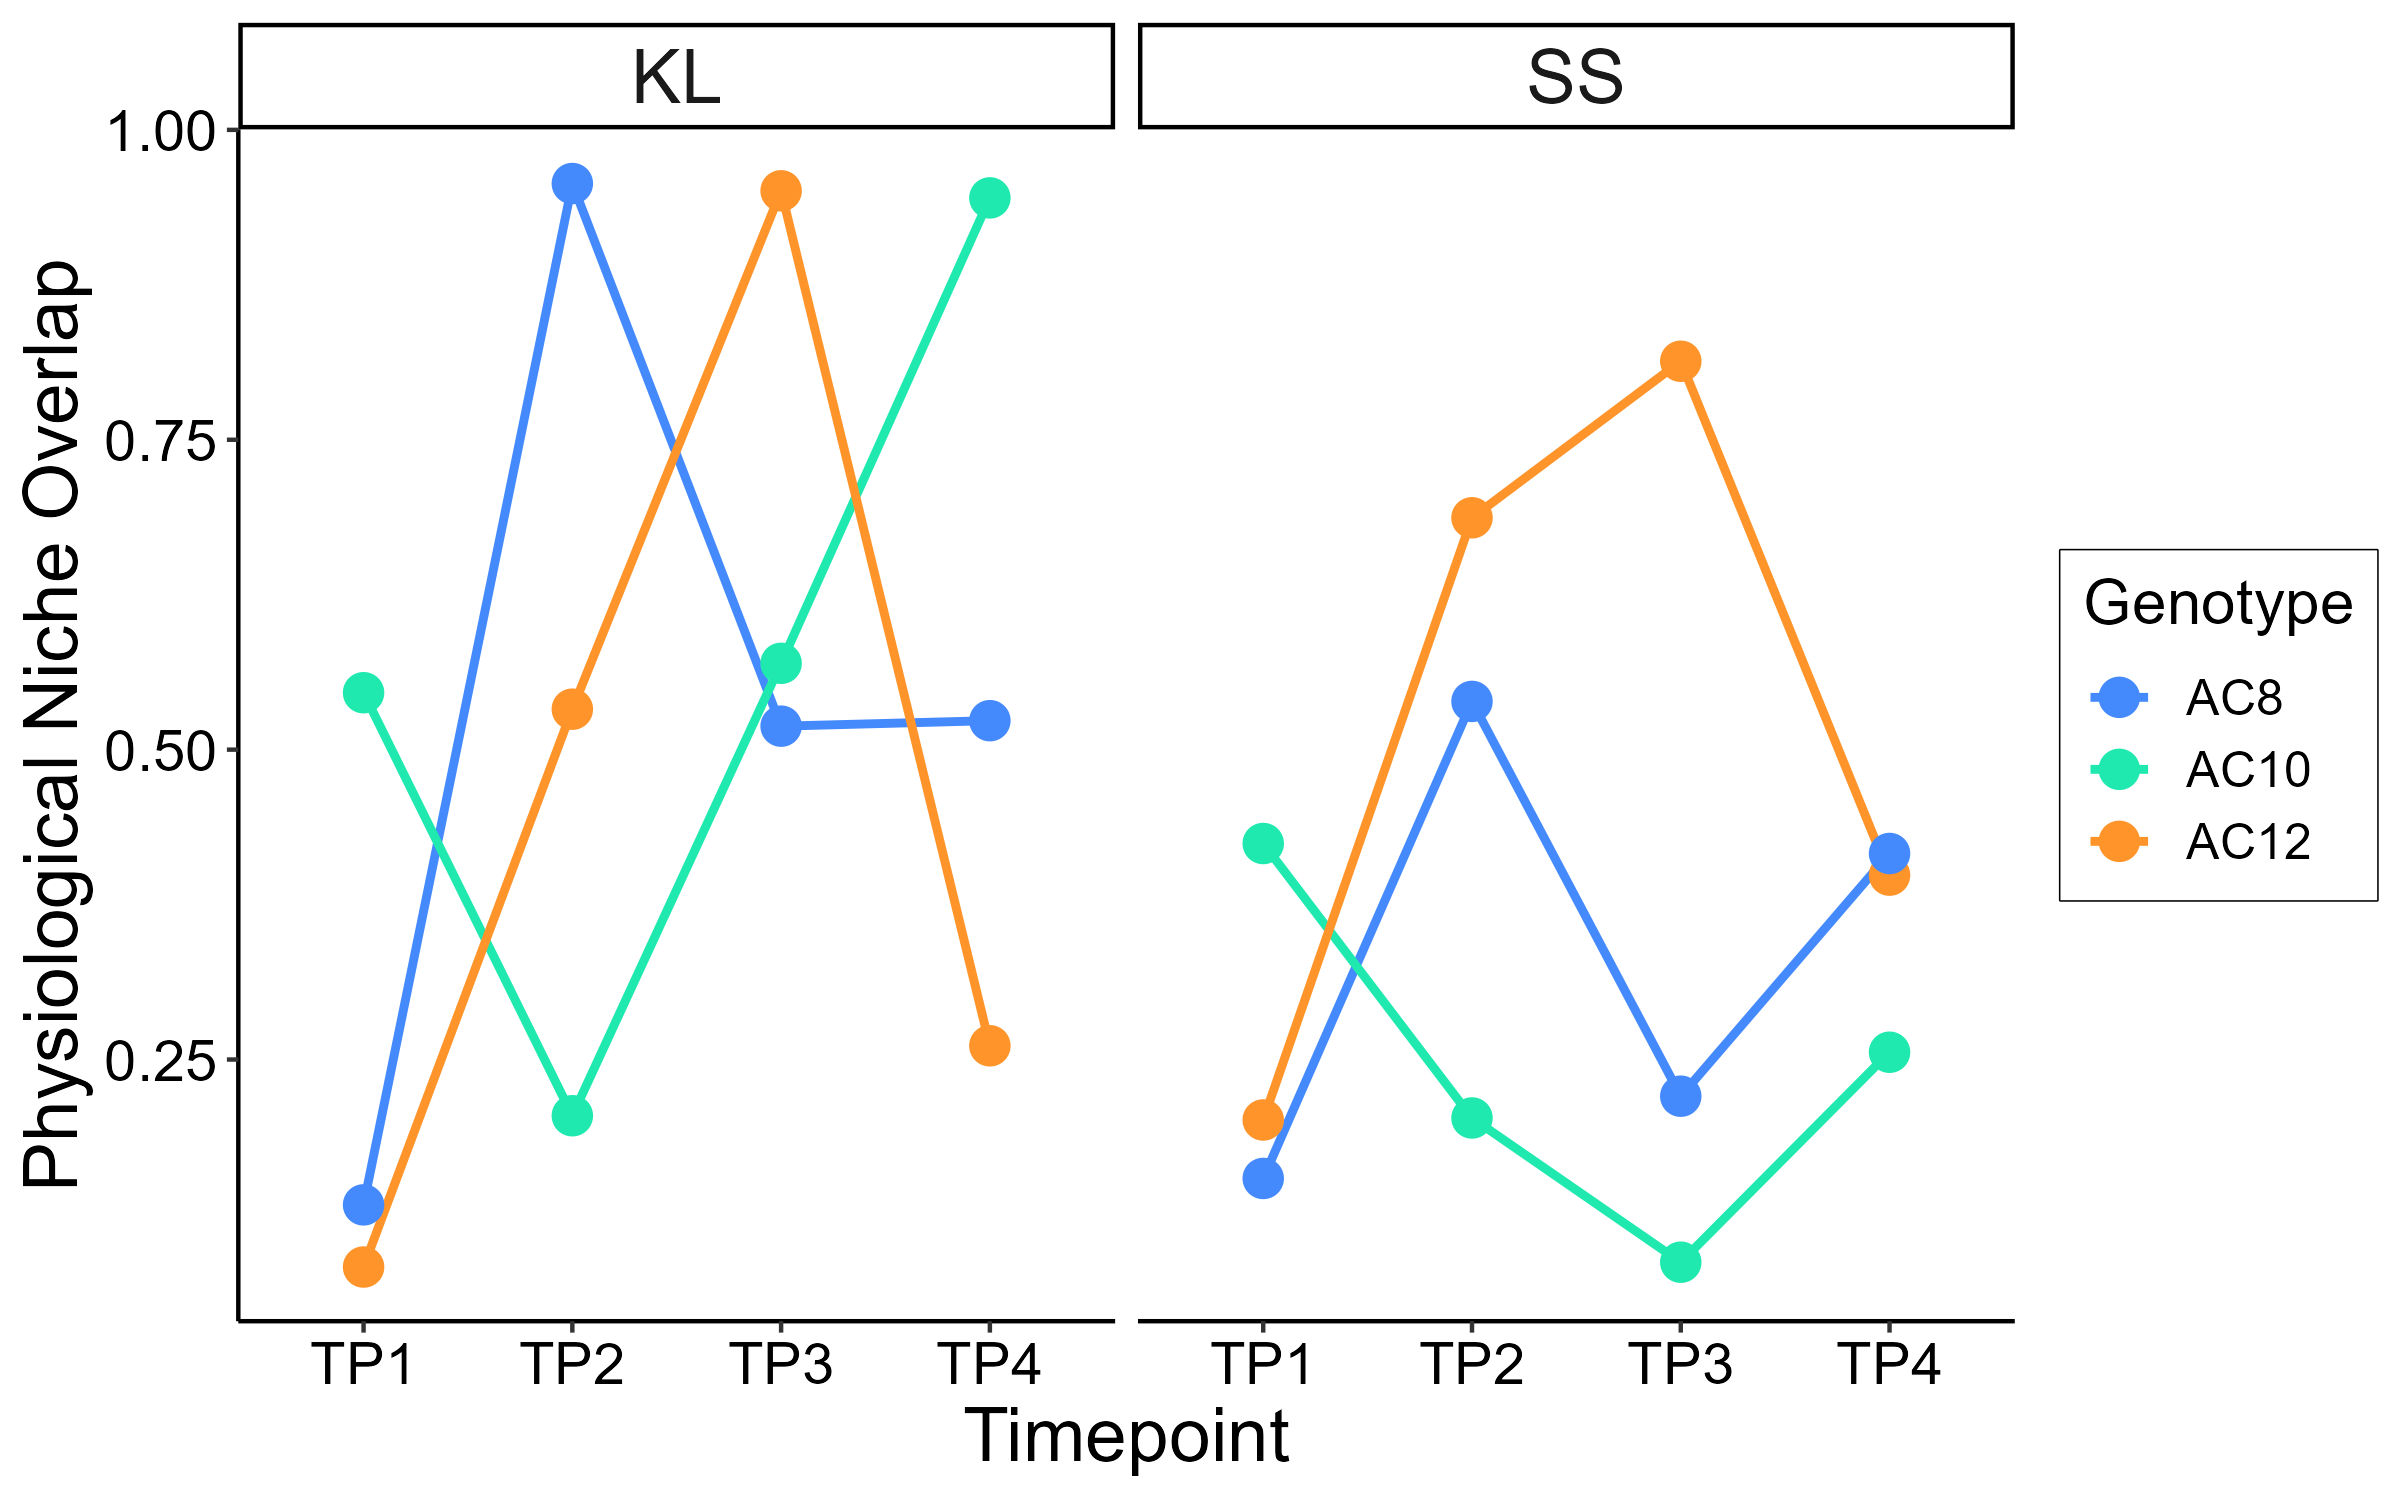 KL
SS
1.00
0.75
0.50
0.25
Physiological Niche Overlap
TP1 TP2 TP3 TP4
TP1 TP2 TP3 TP4
Timepoint
Genotype
AC8
AC10
AC12